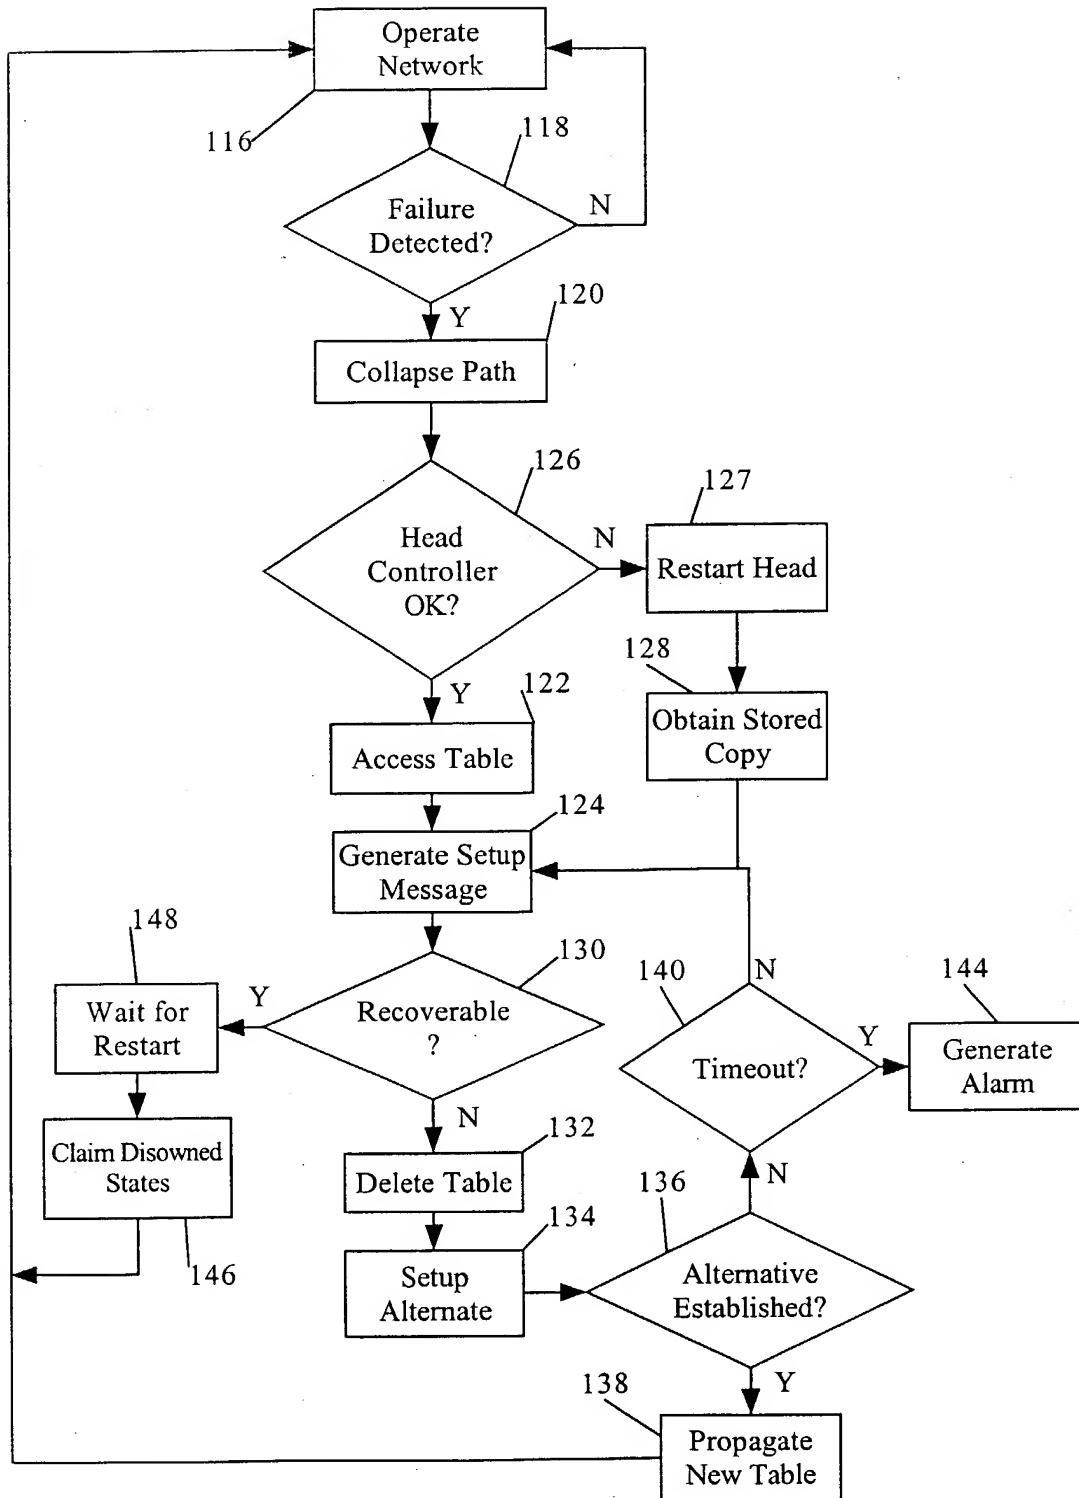 Operate
Network
116
118
Failure
Detected?
N
Y
120
Collapse Path
126
Head
Controller
OK?
N
127
Restart Head
Y
122
128
Obtain Stored
Copy
Access Table
124
Generate Setup
Message
148
Wait for
Restart
Y
130
Recoverable
?
N
140
N
Timeout?
Y
144
Generate
Alarm
Claim Disowned
States
146
132
Delete Table
N
136
134
Setup
Alternate
Alternative
Established?
Y
138
Propagate
New Table